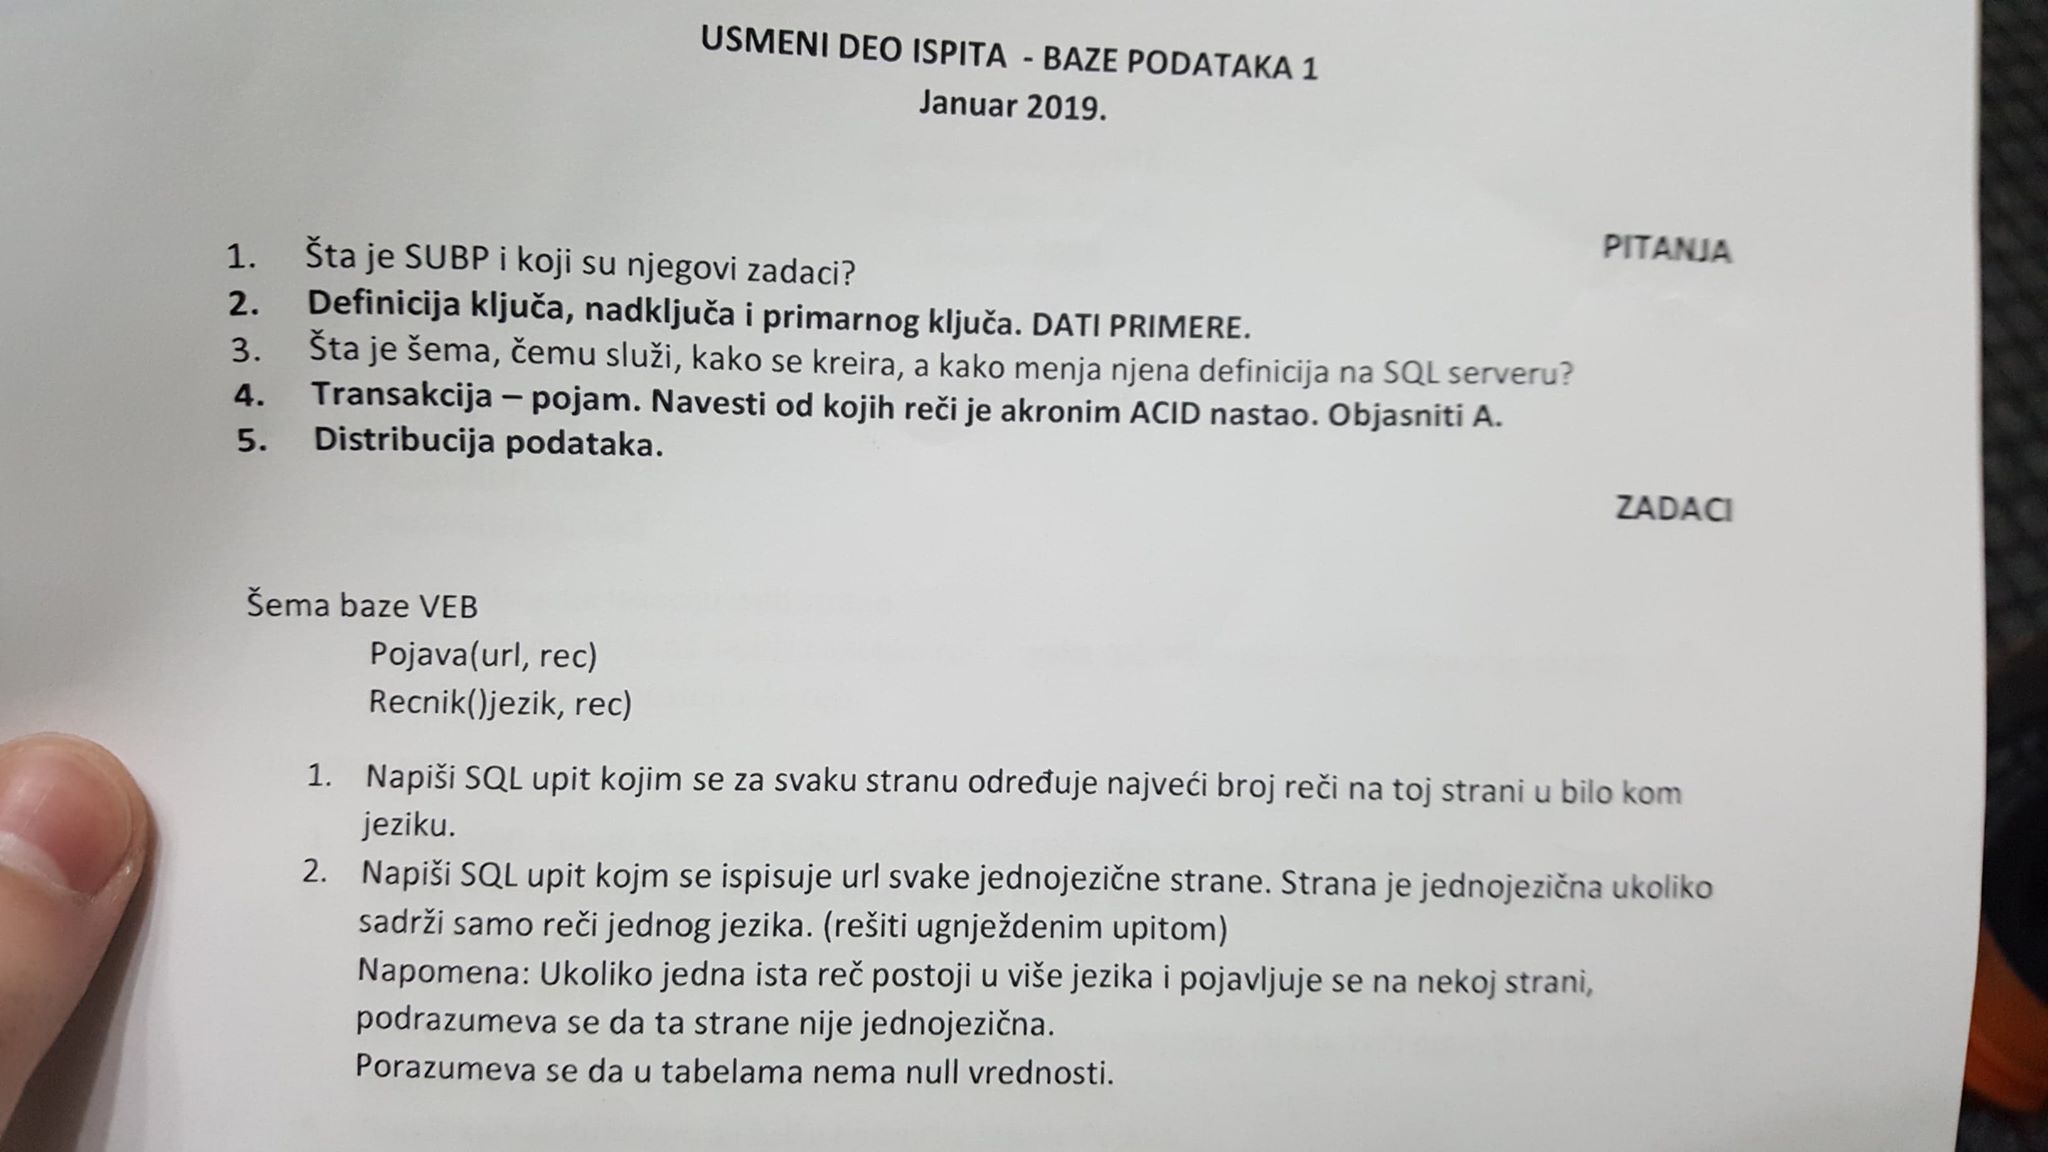 USMENI DEO ISPITA - BAZE PODATAKA 1
Januar 2019.
PITANJA
1. Šta je SUBP i koji su njegovi zadaci?
2. Definicija ključa, nadključa i primarnog ključa. DATI PRIMERE.
3. Šta je šema, čemu služi, kako se kreira, a kako menja njena definicija na SQL serveru?
4. Transakcija – pojam. Navesti od kojih reči je akronim ACID nastao. Objasniti A.
5. Distribucija podataka.
ZADACI
Šema baze VEB
Pojava(url, rec)
Recnik()jezik, rec)
1. Napiši SQL upit kojim se za svaku stranu određuje najveći broj reči na toj strani u bilo kom
jeziku.
2. Napiši SQL upit kojm se ispisuje url svake jednojezične strane. Strana je jednojezična ukoliko
sadrži samo reči jednog jezika. (rešiti ugnježdenim upitom)
Napomena: Ukoliko jedna ista reč postoji u više jezika i pojavljuje se na nekoj strani,
podrazumeva se da ta strane nije jednojezična.
Porazumeva se da u tabelama nema null vrednosti.